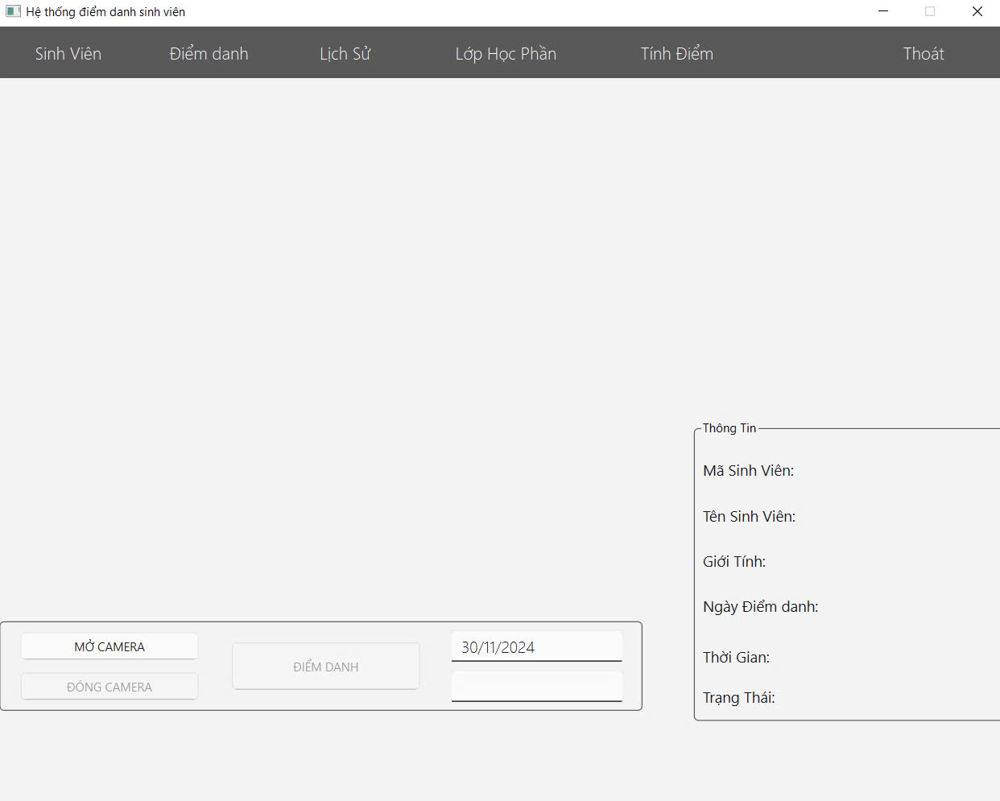 Hệ thống điểm danh sinh viên
Sinh Viên Điểm danh Lịch Sử Lớp Học Phần Tính Điểm Thoát
Thông Tin
Mã Sinh Viên:
Tên Sinh Viên:
Giới Tính:
Ngày Điểm danh:
Thời Gian:
Trạng Thái:
MỞ CAMERA
ĐÓNG CAMERA
ĐIỂM DANH
30/11/2024